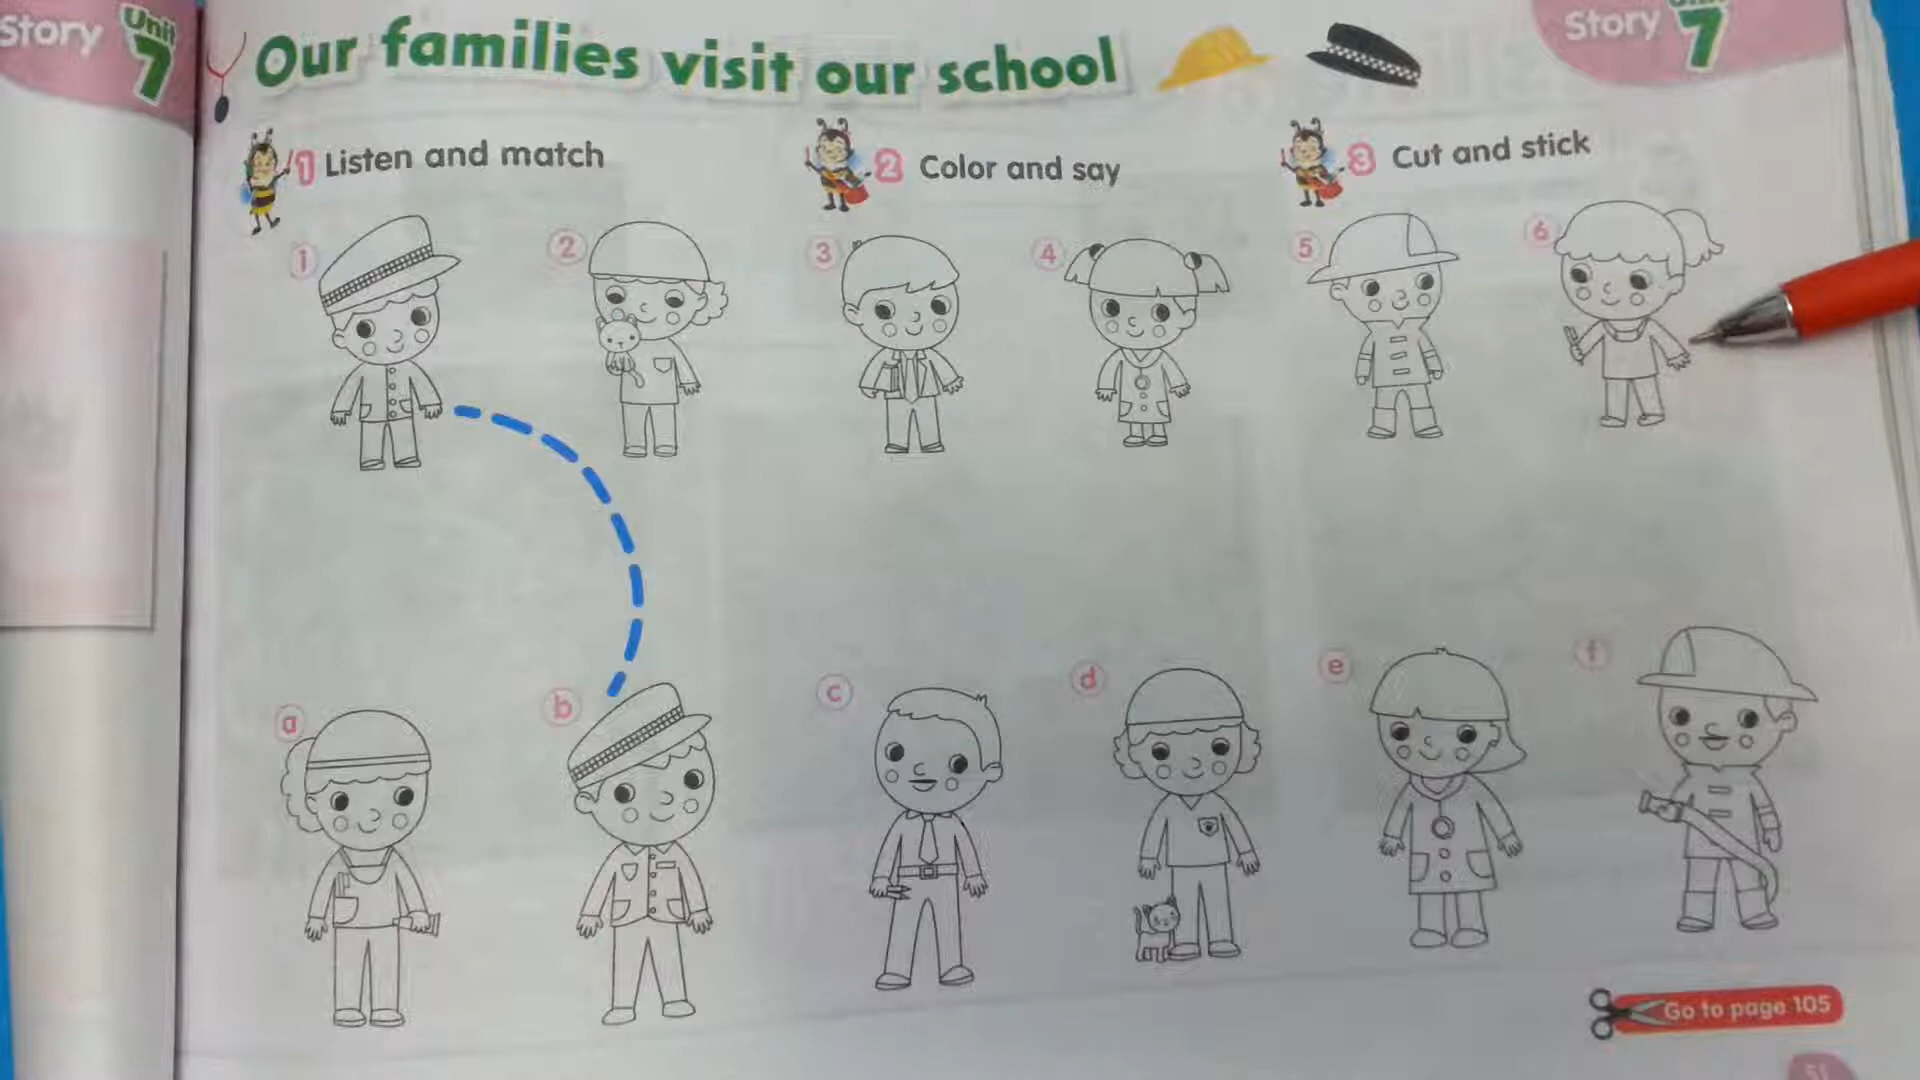 Story Unit 7
Our families visit our school
Story Unit 7
1 Listen and match
2 Color and say
3 Cut and stick
1
2
3
4
5
6
a
b
c
d
e
f
Go to page 105
51